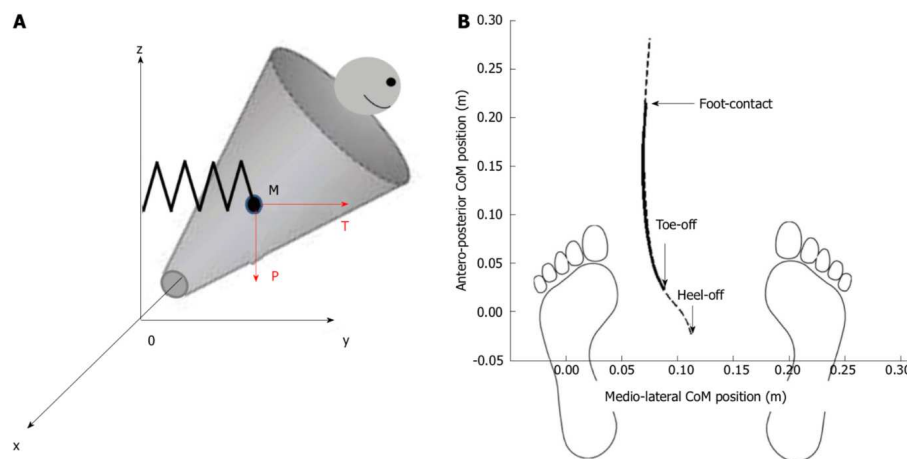 A
z
M
T
P
0
y
x
B
0.30
0.25
0.20
0.15
0.10
0.05
0.00
-0.05
Antero-posterior CoM position (m)
Foot-contact
Toe-off
Heel-off
0.00 0.05 0.10 0.15 0.20 0.25 0.30
Medio-lateral CoM position (m)